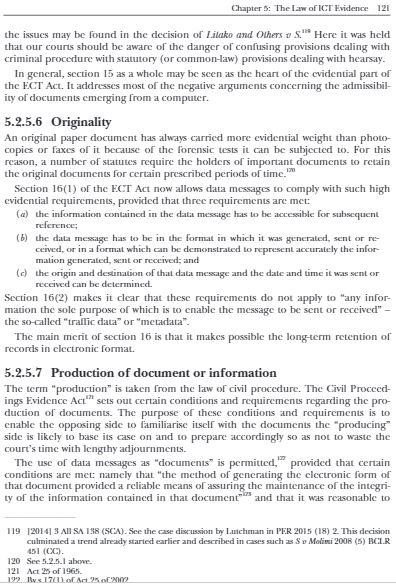 Chapter 5: The Law of ICT Evidence 121
the issues may be found in the decision of Litako and Others v S.119 Here it was held
that our courts should be aware of the danger of confusing provisions dealing with
criminal procedure with statutory (or common-law) provisions dealing with hearsay.
In general, section 15 as a whole may be seen as the heart of the evidential part of
the ECT Act. It addresses most of the negative arguments concerning the admissibil-
ity of documents emerging from a computer.
5.2.5.6 Originality
An original paper document has always carried more evidential weight than photo-
copies or faxes of it because of the forensic tests it can be subjected to. For this
reason, a number of statutes require the holders of important documents to retain
the original documents for certain prescribed periods of time.120
Section 16(1) of the ECT Act now allows data messages to comply with such high
evidential requirements, provided that three requirements are met:
(a) the information contained in the data message has to be accessible for subsequent
reference;
(b) the data message has to be in the format in which it was generated, sent or re-
ceived, or in a format which can be demonstrated to represent accurately the infor-
mation generated, sent or received; and
(c) the origin and destination of that data message and the date and time it was sent or
received can be determined.
Section 16(2) makes it clear that these requirements do not apply to “any infor-
mation the sole purpose of which is to enable the message to be sent or received” –
the so-called “traffic data” or “metadata”.
The main merit of section 16 is that it makes possible the long-term retention of
records in electronic format.
5.2.5.7 Production of document or information
The term “production” is taken from the law of civil procedure. The Civil Proceed-
ings Evidence Act121 sets out certain conditions and requirements regarding the pro-
duction of documents. The purpose of these conditions and requirements is to
enable the opposing side to familiarise itself with the documents the “producing”
side is likely to base its case on and to prepare accordingly so as not to waste the
court’s time with lengthy adjournments.
The use of data messages as “documents” is permitted,122 provided that certain
conditions are met: namely that “the method of generating the electronic form of
that document provided a reliable means of assuring the maintenance of the integri-
ty of the information contained in that document”123 and that it was reasonable to
119 [2014] 3 All SA 138 (SCA). See the case discussion by Lutchman in PER 2015 (18) 2. This decision
culminated a trend already started earlier and described in cases such as S v Molimi 2008 (5) BCLR
451 (CC).
120 See 5.2.5.1 above.
121 Act 25 of 1965.
122 By s 17(1) of Act 25 of 2002